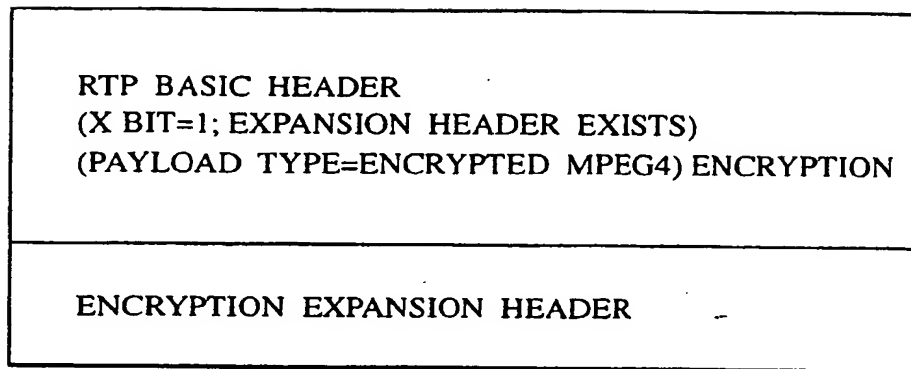 RTP BASIC HEADER
(X BIT=1; EXPANSION HEADER EXISTS)
(PAYLOAD TYPE=ENCRYPTED MPEG4) ENCRYPTION
ENCRYPTION EXPANSION HEADER